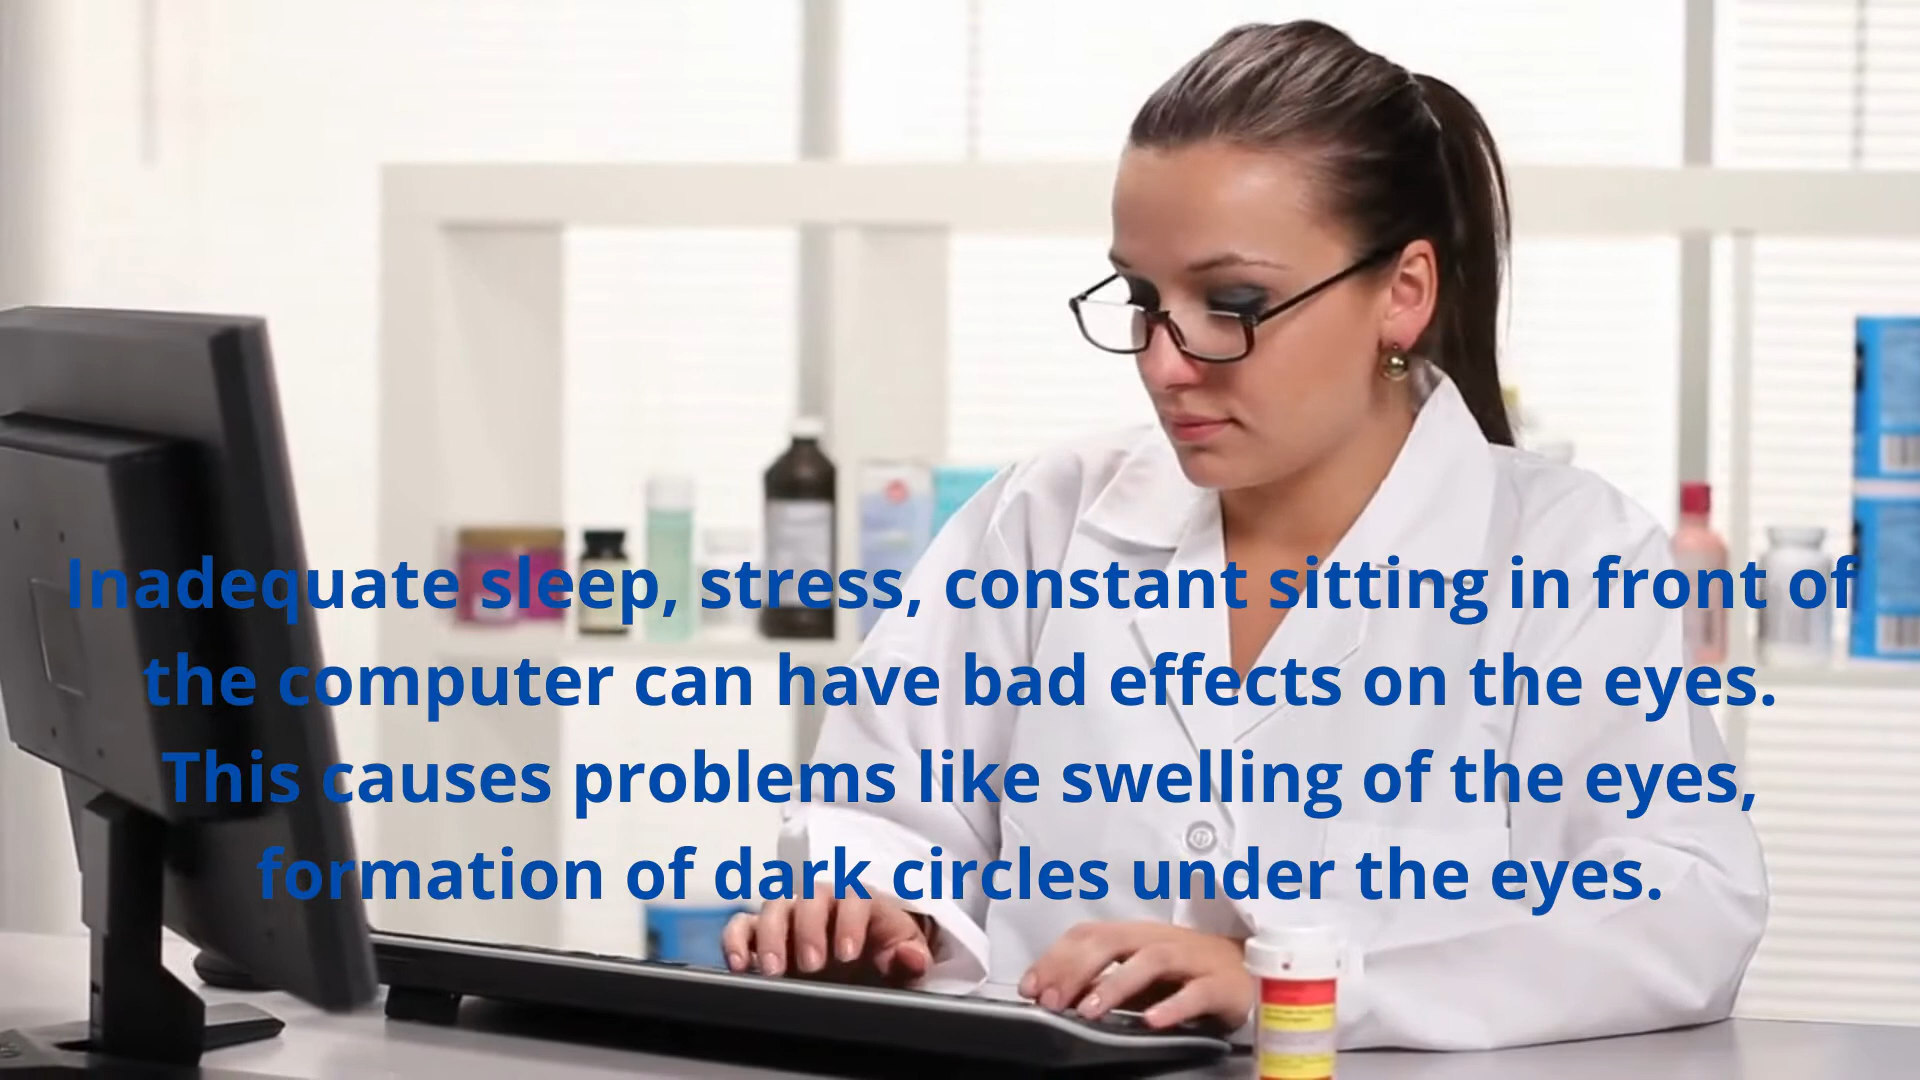 Inadequate sleep, stress, constant sitting in front of
the computer can have bad effects on the eyes.
This causes problems like swelling of the eyes,
formation of dark circles under the eyes.